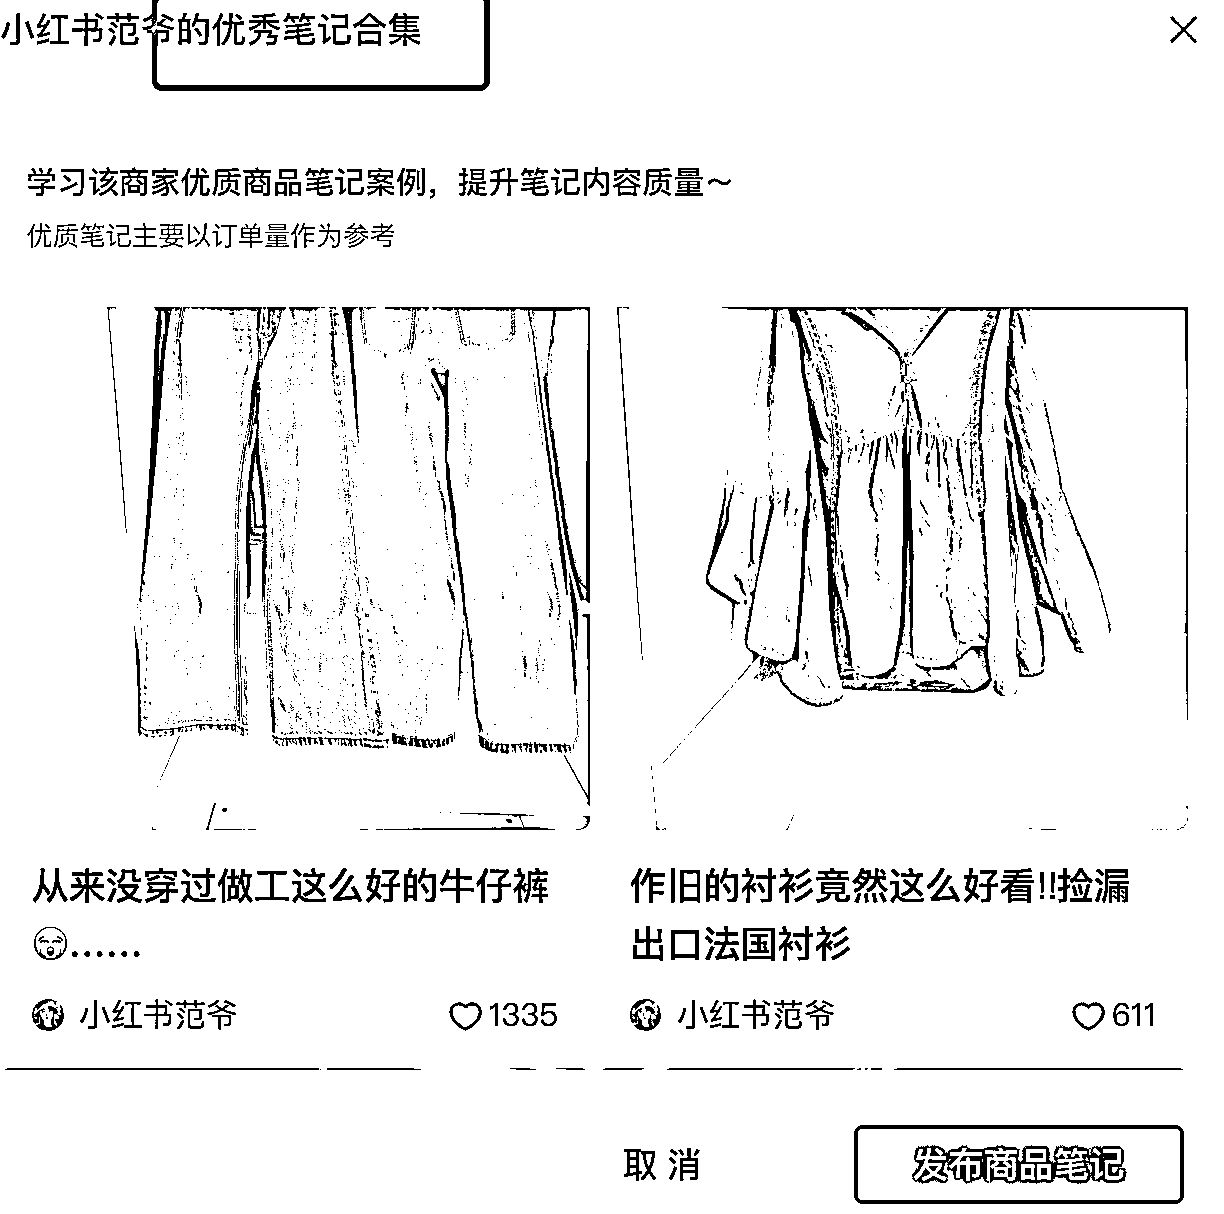 小红书范爷的优秀笔记合集
学习该商家优质商品笔记案例，提升笔记内容质量～
优质笔记主要以订单量作为参考
从来没穿过做工这么好的牛仔裤
😭……
小红书范爷 1335
作旧的衬衫竟然这么好看!!捡漏
出口法国衬衫
小红书范爷 611
取消
发布商品笔记